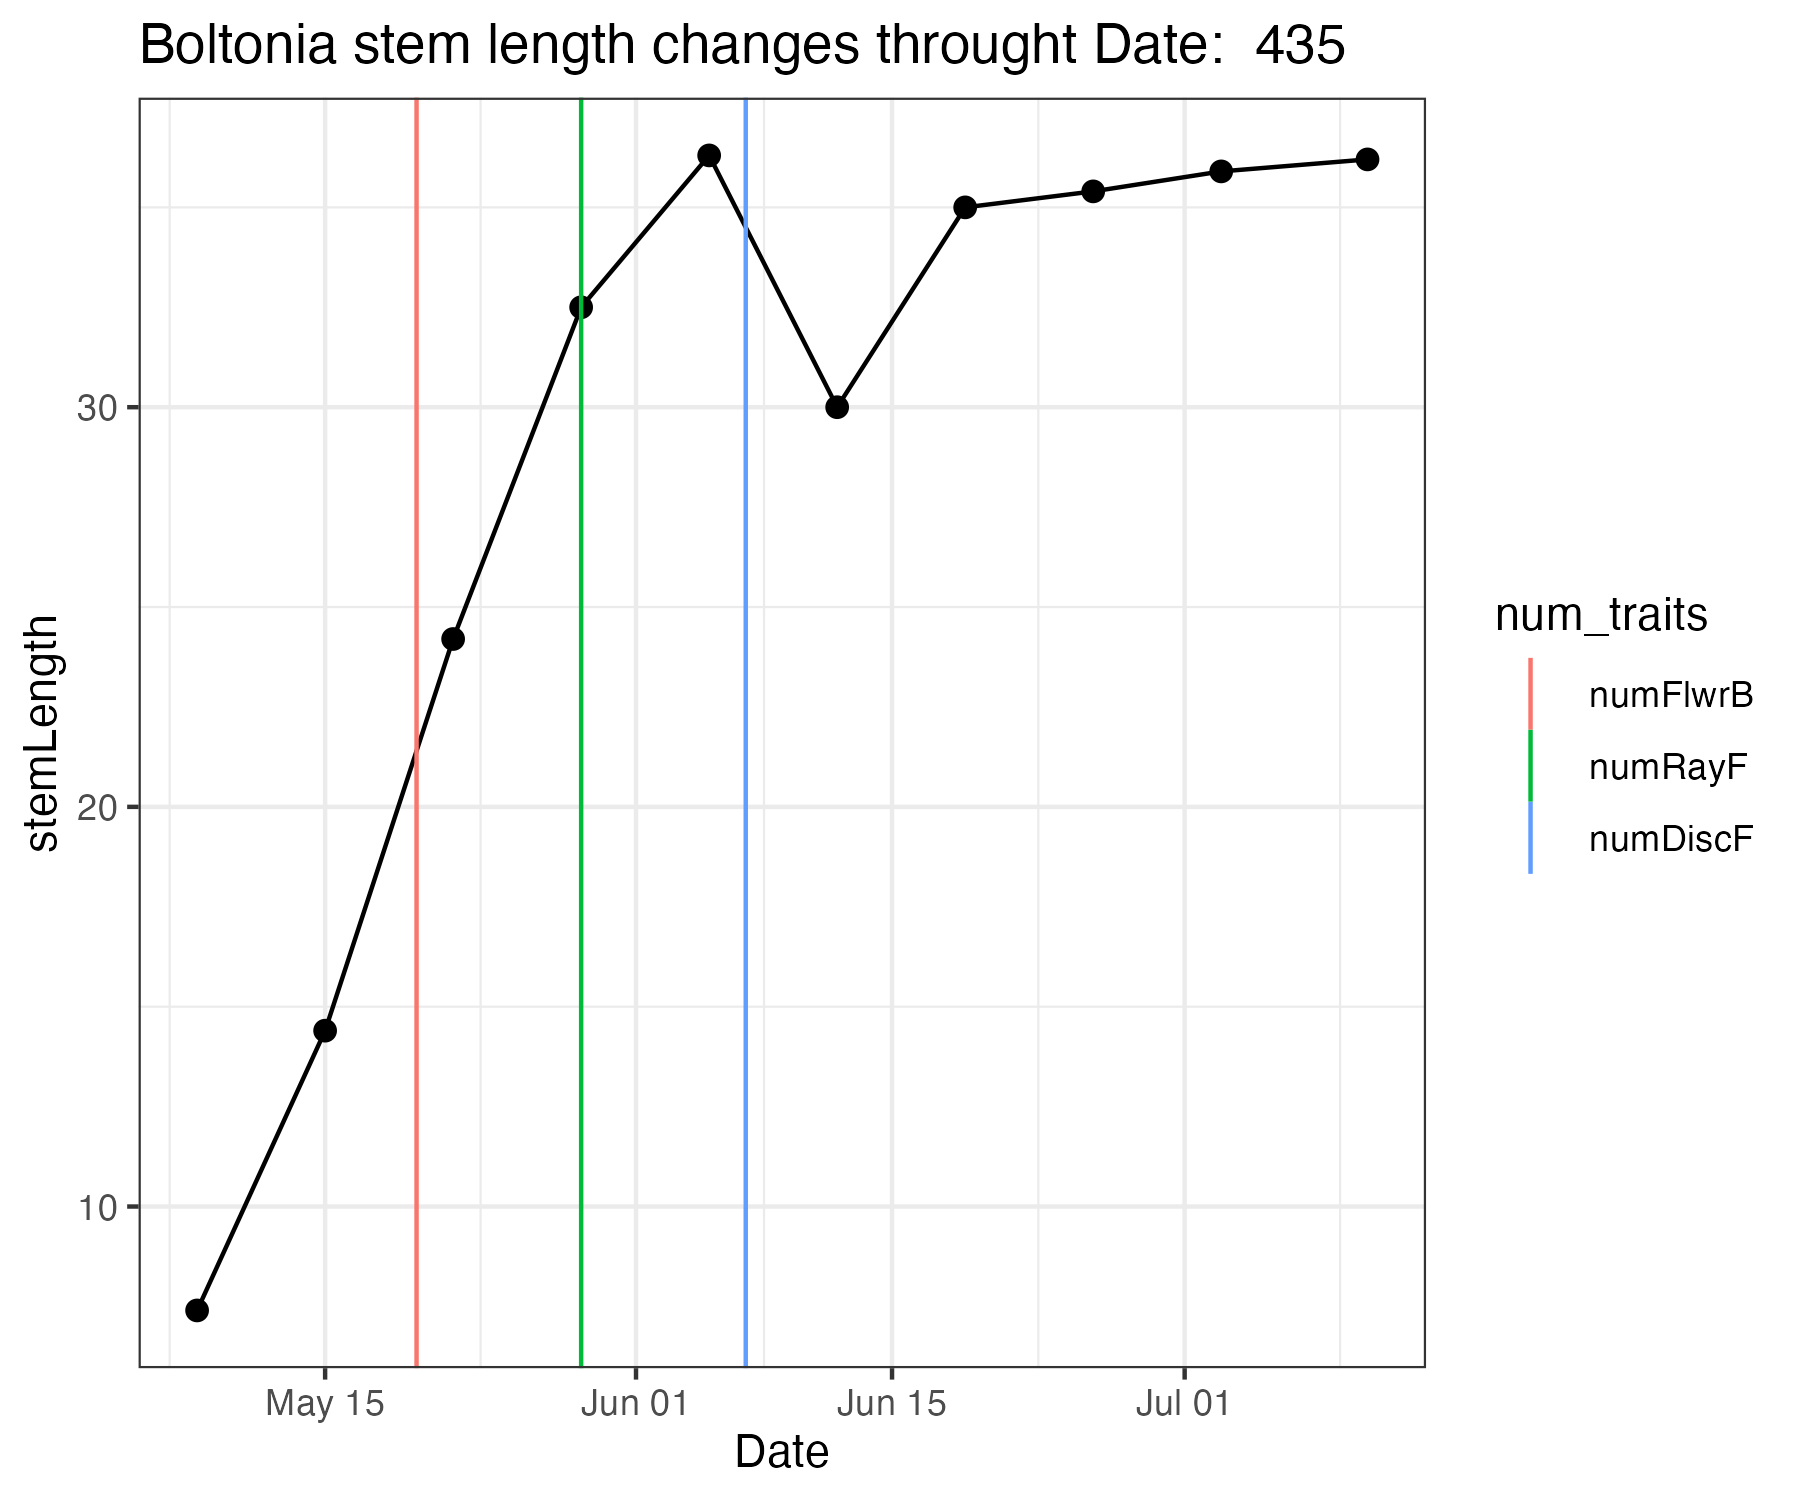 Boltonia stem length changes throught Date:  435
stemLength
30
20
10
May 15
Jun 01
Jun 15
Jul 01
Date
num_traits
numFlwrB
numRayF
numDiscF